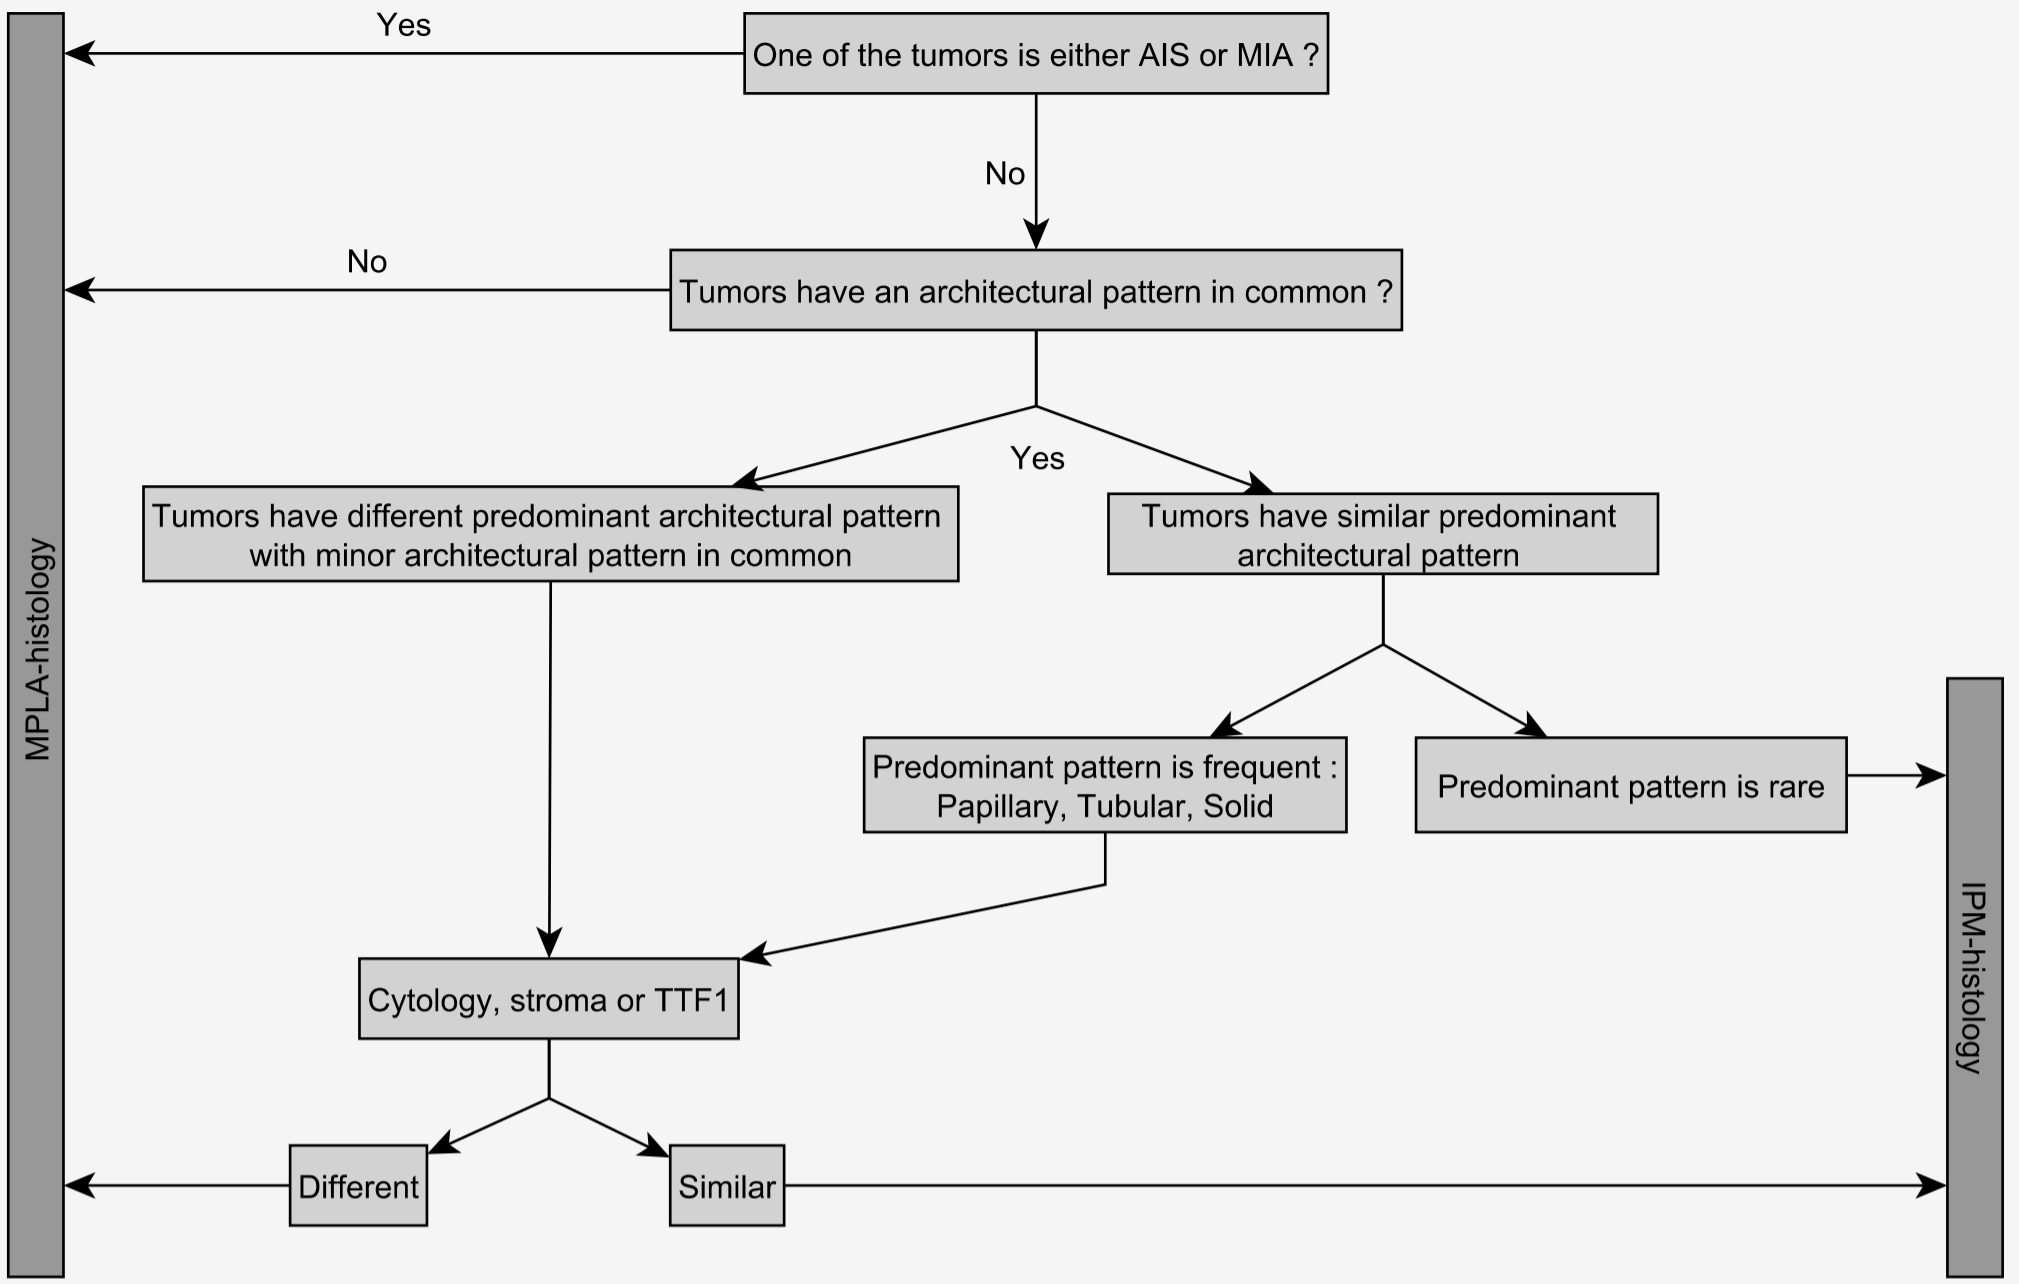 Yes
One of the tumors is either AIS or MIA ?
No
No
Tumors have an architectural pattern in common ?
Yes
Tumors have different predominant architectural pattern
with minor architectural pattern in common
Tumors have similar predominant
architectural pattern
MPLA-histology
Predominant pattern is frequent :
Papillary, Tubular, Solid
Predominant pattern is rare
IPM-histology
Cytology, stroma or TTF1
Different
Similar